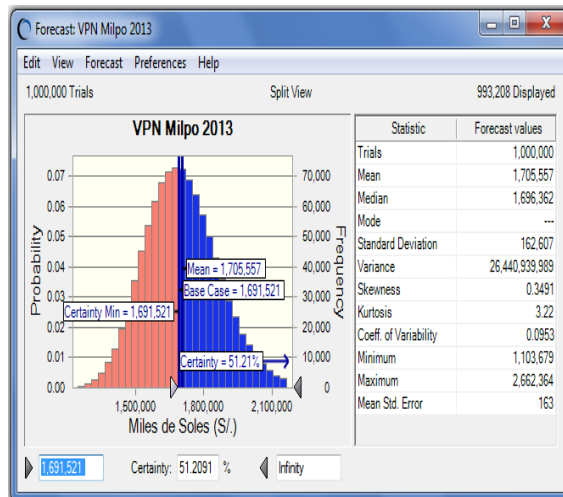 Forecast: VPN Milpo 2013
Edit View Forecast Preferences Help
1,000,000 Trials Split View 993,208 Displayed
VPN Milpo 2013
Probability
0.07
0.06
0.05
0.04
0.03
0.02
0.01
0.00
Mean = 1,705,557
Base Case = 1,691,521
Certainty Min = 1,691,521
Certainty = 51.21%
70,000
60,000
50,000
40,000
30,000
20,000
10,000
0
Frequency
1,500,000 1,800,000 2,100,000
Miles de Soles (S/.)
Statistic Forecast values
Trials 1,000,000
Mean 1,705,557
Median 1,696,362
Mode ---
Standard Deviation 162,607
Variance 26,440,939,989
Skewness 0.3491
Kurtosis 3.22
Coeff. of Variability 0.0953
Minimum 1,103,679
Maximum 2,662,364
Mean Std. Error 163
1,691,521 Certainty: 51.2091 % Infinity